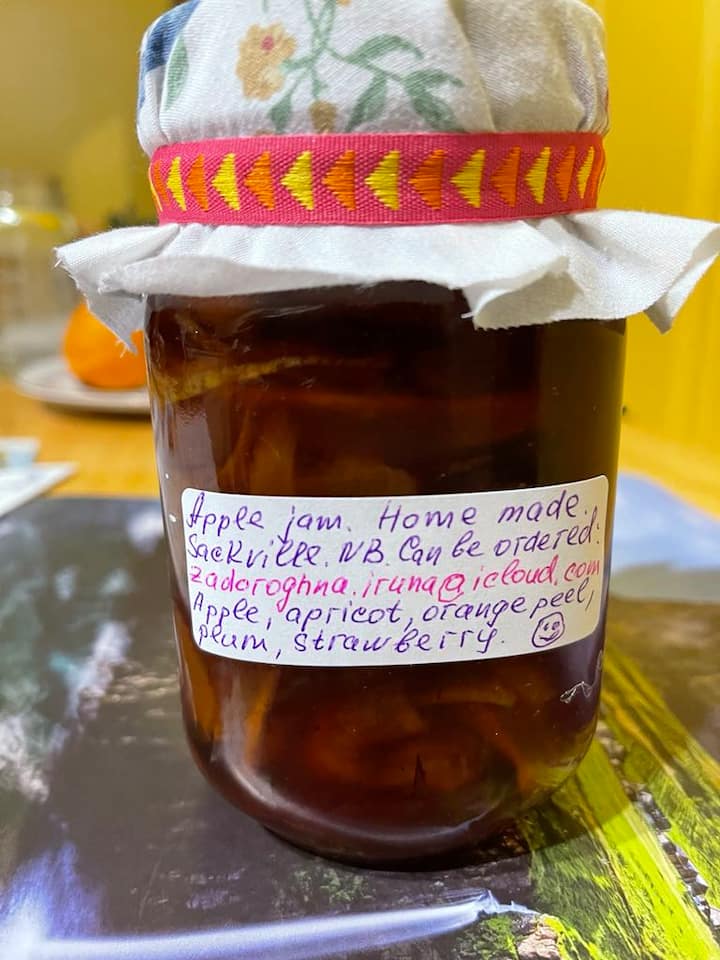 Apple jam. Home made.
Sackville. NB. Can be ordered:
zadoroghna.iruna@icloud.com
Apple, apricot, orange peel,
plum, strawberry.